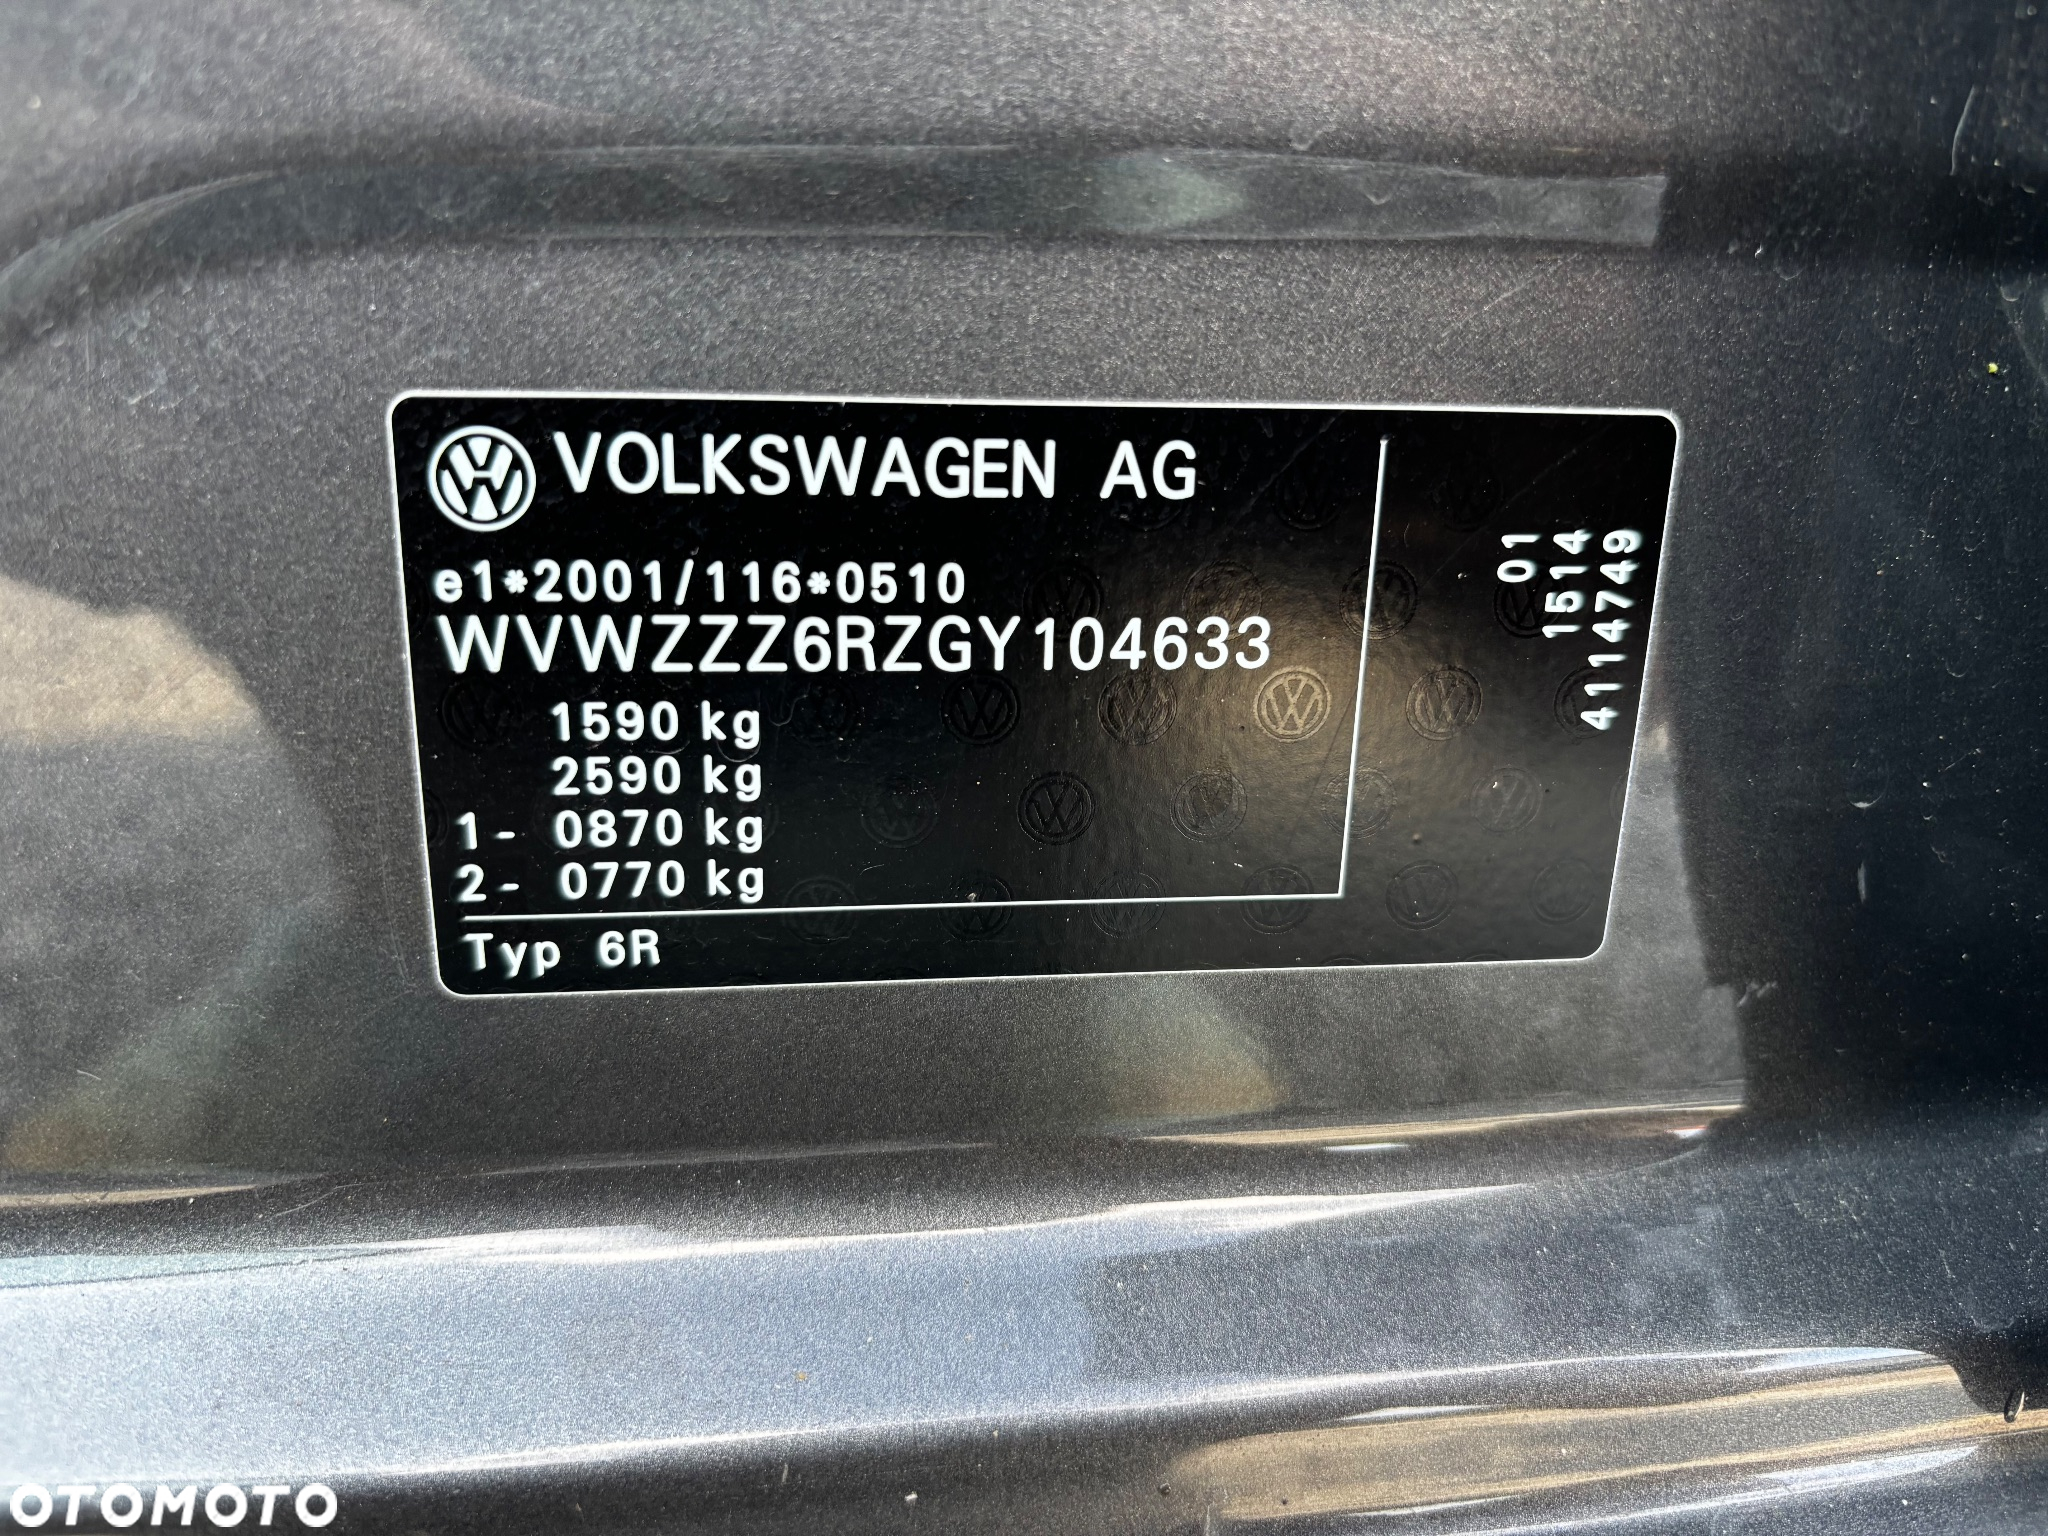 VOLKSWAGEN AG
e1*2001/116*0510
WVWZZZ6RZGY104633
1590 kg
2590 kg
1- 0870 kg
2- 0770 kg
Typ 6R
01
1514
4114749
OTOMOTO